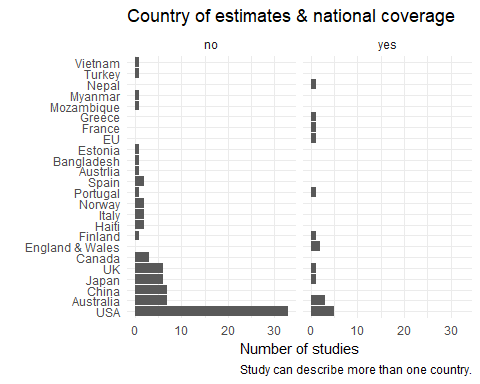 Country of estimates & national coverage
no yes
Vietnam
Turkey
Nepal
Myanmar
Mozambique
Greece
France
EU
Estonia
Bangladesh
Austrlia
Spain
Portugal
Norway
Italy
Haiti
Finland
England & Wales
Canada
UK
Japan
China
Australia
USA
0 10 20 30 0 10 20 30
Number of studies
Study can describe more than one country.